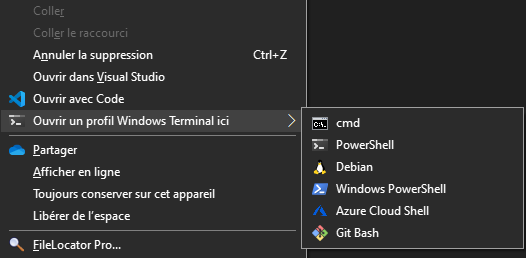 Coller
Coller le raccourci
Annuler la suppression Ctrl+Z
Ouvrir dans Visual Studio
Ouvrir avec Code
Ouvrir un profil Windows Terminal ici
Partager
Afficher en ligne
Toujours conserver sur cet appareil
Libérer de l'espace
FileLocator Pro...
cmd
PowerShell
Debian
Windows PowerShell
Azure Cloud Shell
Git Bash